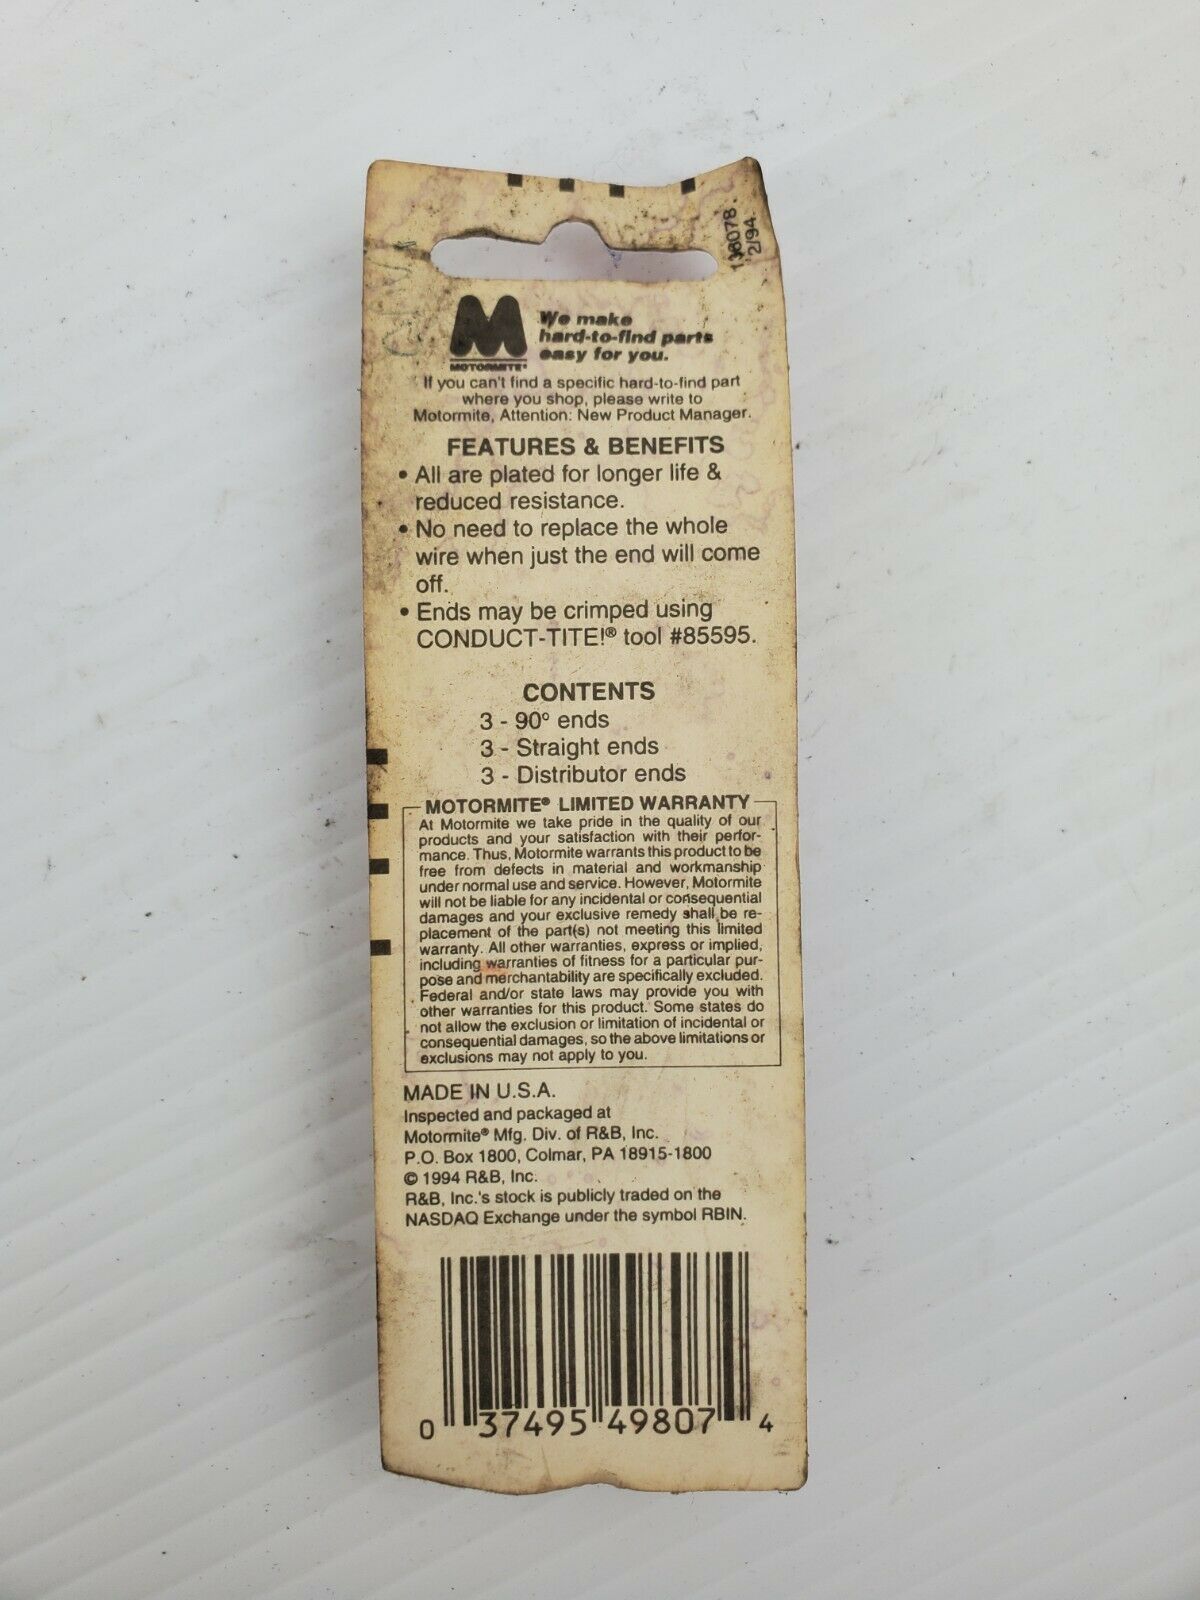 2/94
We make
hard-to-find parts
easy for you.
MOTORMITE®
If you can't find a specific hard-to-find part
where you shop, please write to
Motormite, Attention: New Product Manager.
FEATURES & BENEFITS
• All are plated for longer life &
reduced resistance.
• No need to replace the whole
wire when just the end will come
off.
• Ends may be crimped using
CONDUCT-TITE!® tool #85595.
CONTENTS
3 - 90° ends
3 - Straight ends
3 - Distributor ends
MOTORMITE® LIMITED WARRANTY
At Motormite we take pride in the quality of our
products and your satisfaction with their perfor-
mance. Thus, Motormite warrants this product to be
free from defects in material and workmanship
under normal use and service. However, Motormite
will not be liable for any incidental or consequential
damages and your exclusive remedy shall be re-
placement of the part(s) not meeting this limited
warranty. All other warranties, express or implied,
including warranties of fitness for a particular pur-
pose and merchantability are specifically excluded.
Federal and/or state laws may provide you with
other warranties for this product. Some states do
not allow the exclusion or limitation of incidental or
consequential damages, so the above limitations or
exclusions may not apply to you.
MADE IN U.S.A.
Inspected and packaged at
Motormite® Mfg. Div. of R&B, Inc.
P.O. Box 1800, Colmar, PA 18915-1800
© 1994 R&B, Inc.
R&B, Inc.'s stock is publicly traded on the
NASDAQ Exchange under the symbol RBIN.
0 37495 49807 4